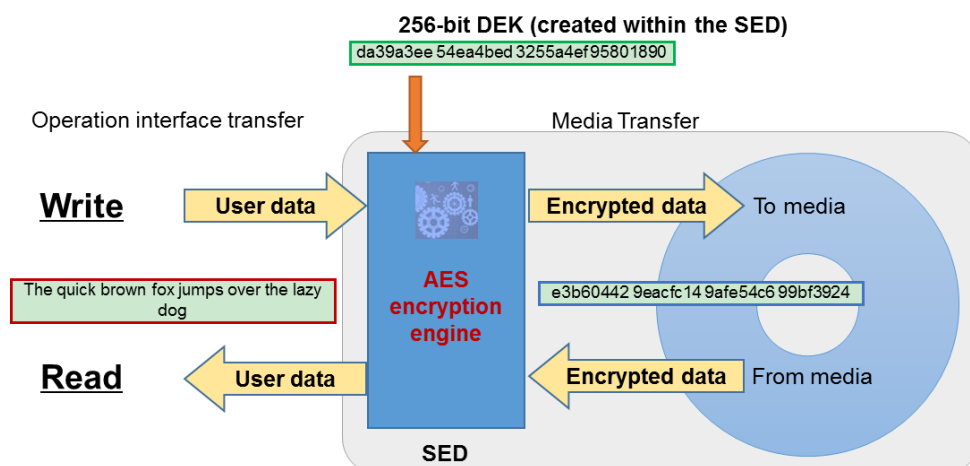 256-bit DEK (created within the SED)
da39a3ee 54ea4bed 3255a4ef 95801890
Operation interface transfer
Media Transfer
Write
User data
Encrypted data
To media
The quick brown fox jumps over the lazy
dog
AES
encryption
engine
e3b60442 9eacfc14 9afe54c6 99bf3924
Read
User data
Encrypted data
From media
SED